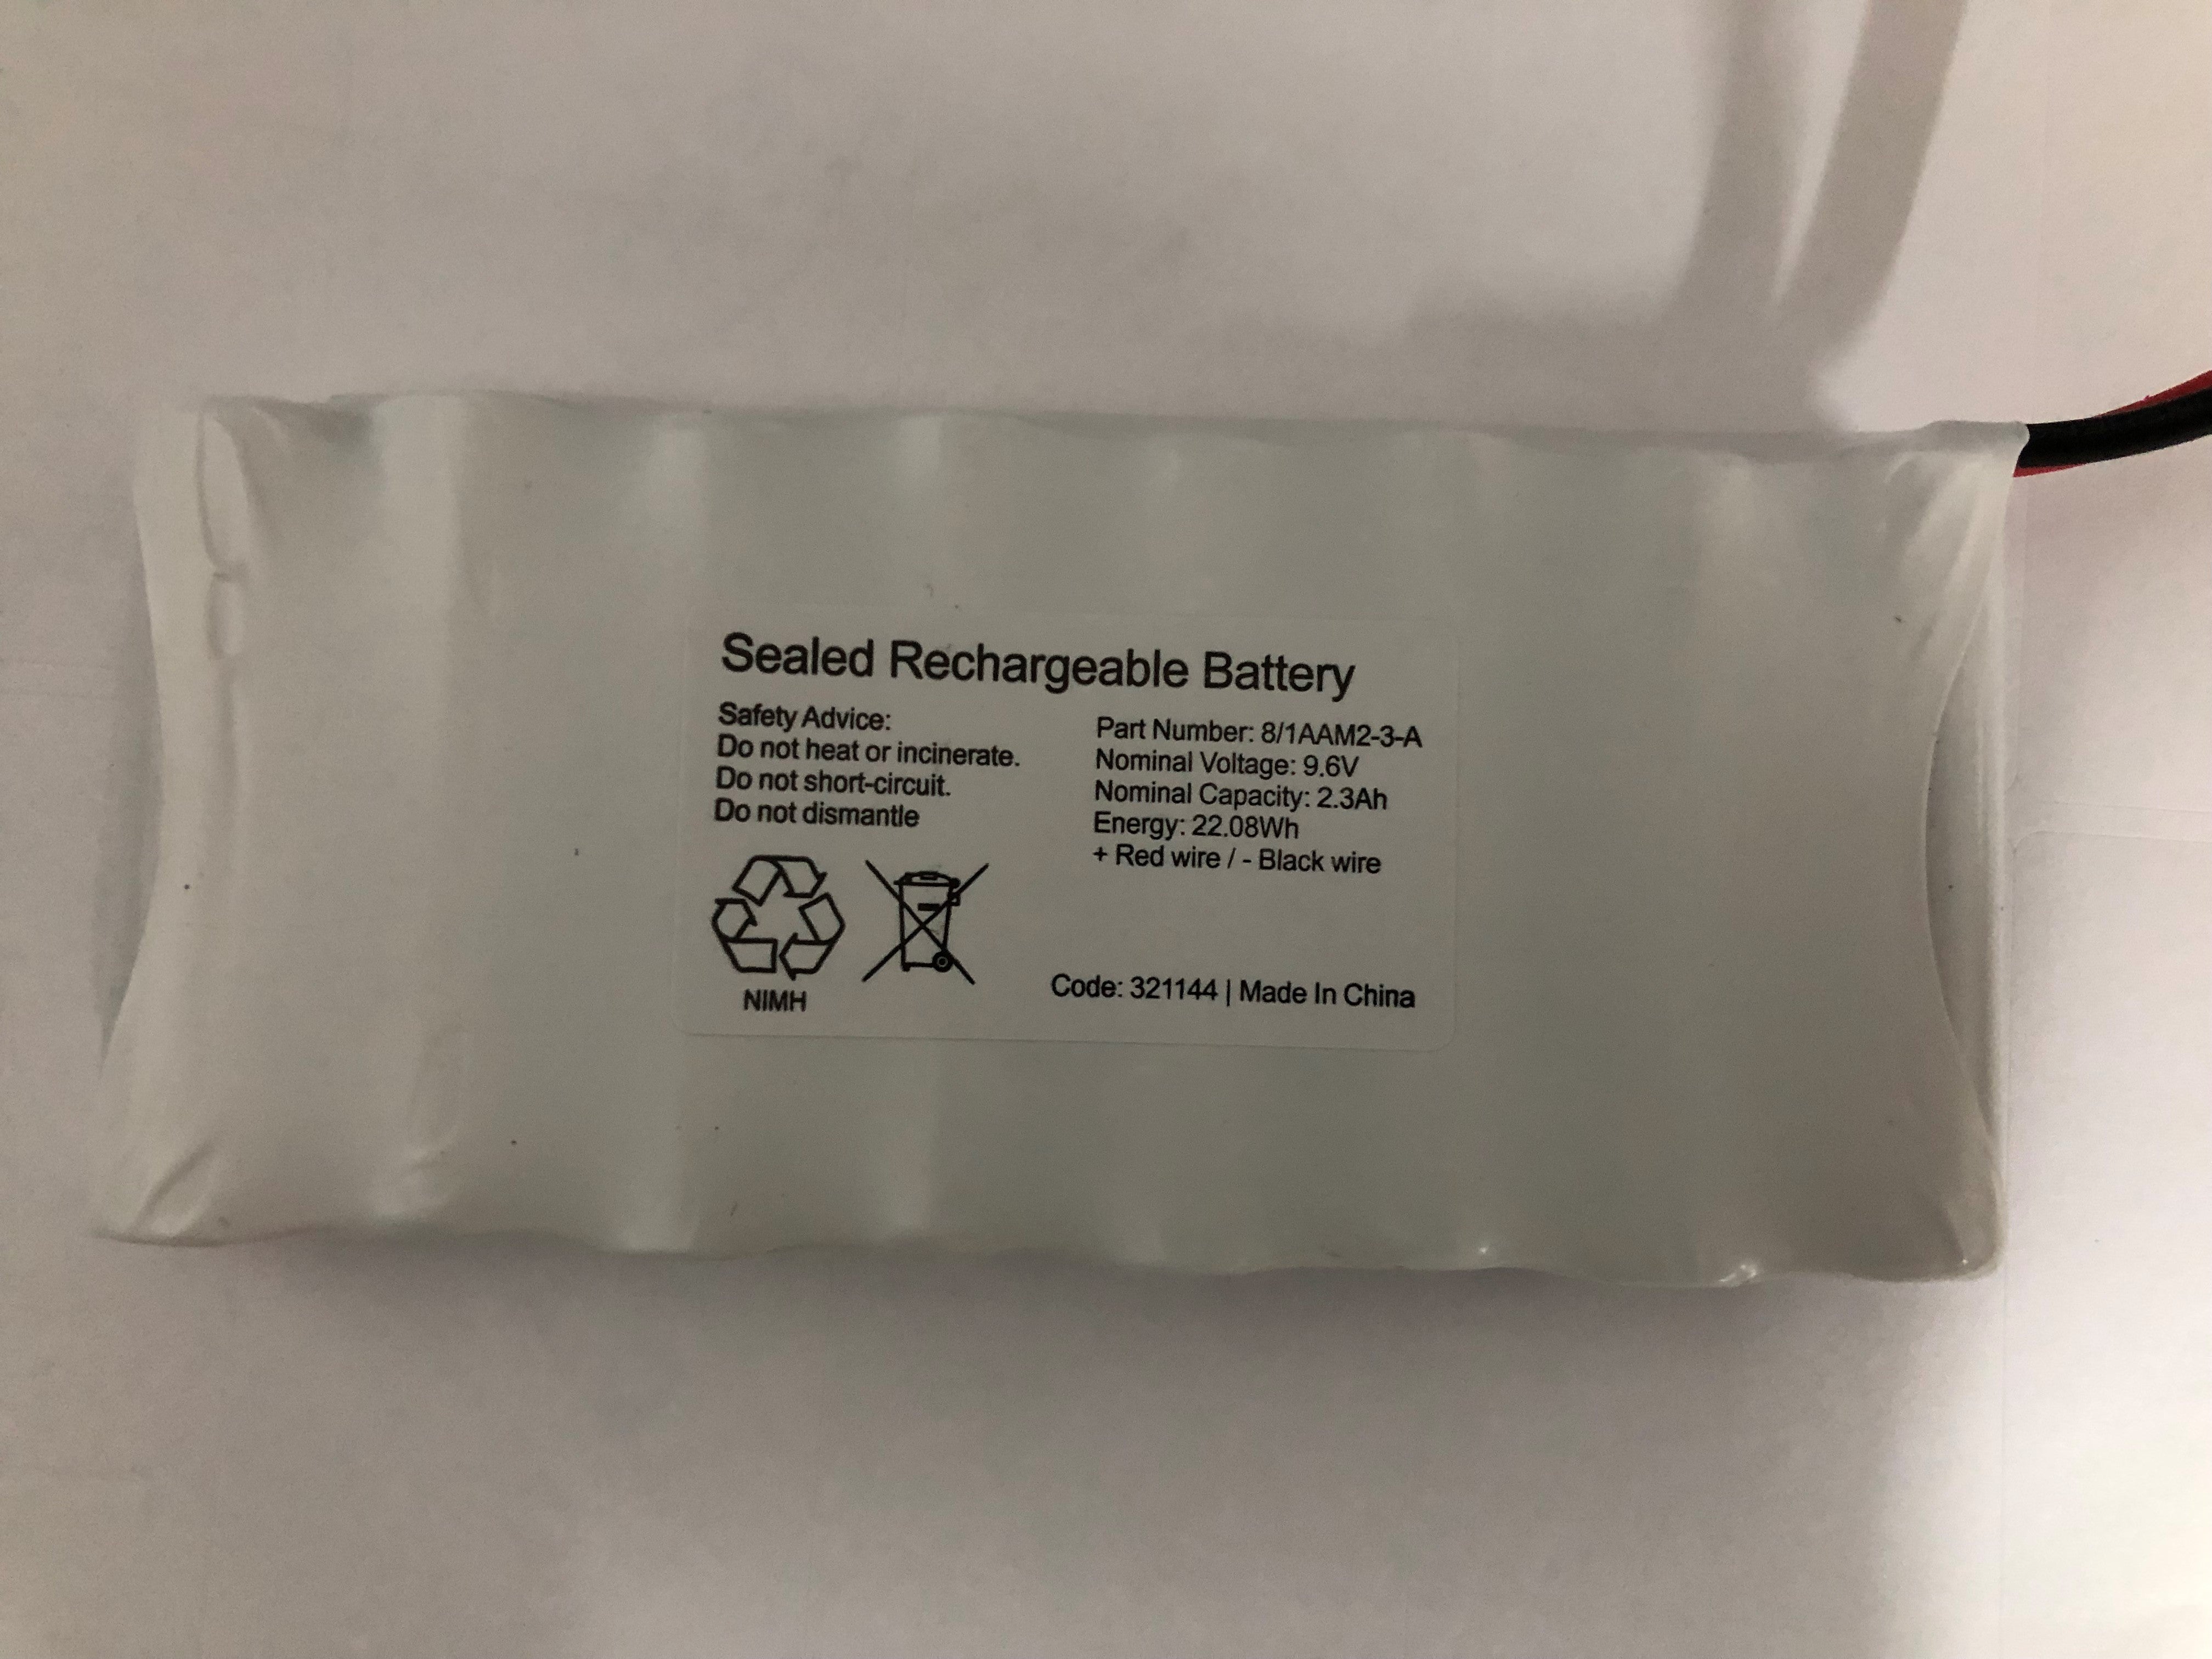 Sealed Rechargeable Battery
Safety Advice:
Do not heat or incinerate.
Do not short-circuit.
Do not dismantle
Part Number: 8/1AAM2-3-A
Nominal Voltage: 9.6V
Nominal Capacity: 2.3Ah
Energy: 22.08Wh
+ Red wire / - Black wire
NIMH
Code: 321144 | Made In China